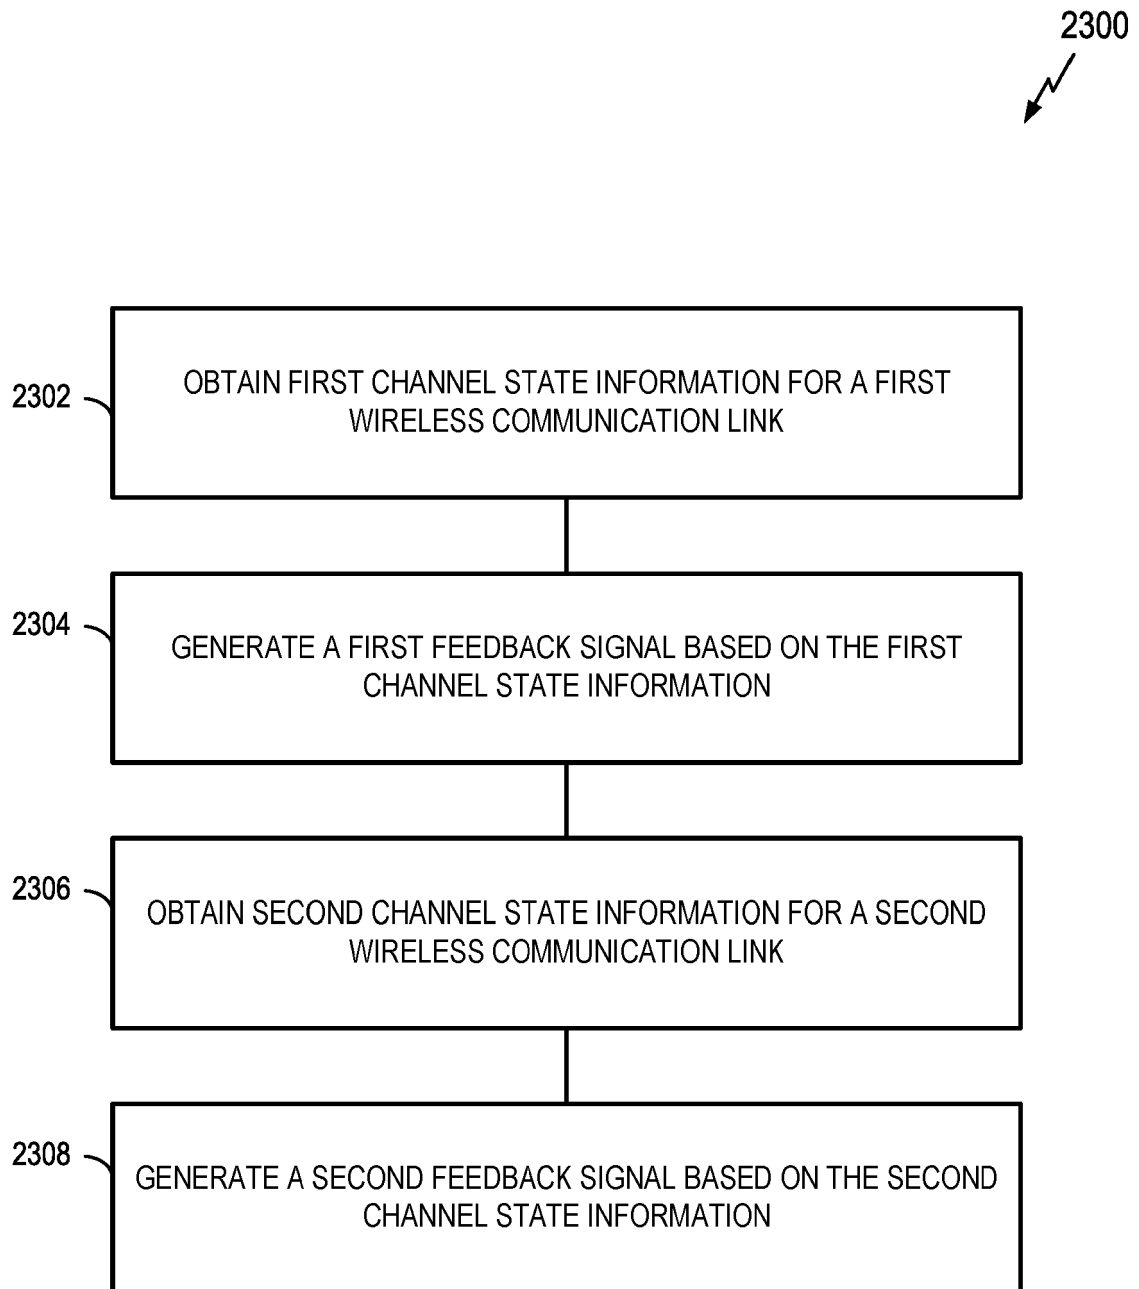 2300
2302
OBTAIN FIRST CHANNEL STATE INFORMATION FOR A FIRST
WIRELESS COMMUNICATION LINK
2304
GENERATE A FIRST FEEDBACK SIGNAL BASED ON THE FIRST
CHANNEL STATE INFORMATION
2306
OBTAIN SECOND CHANNEL STATE INFORMATION FOR A SECOND
WIRELESS COMMUNICATION LINK
2308
GENERATE A SECOND FEEDBACK SIGNAL BASED ON THE SECOND
CHANNEL STATE INFORMATION